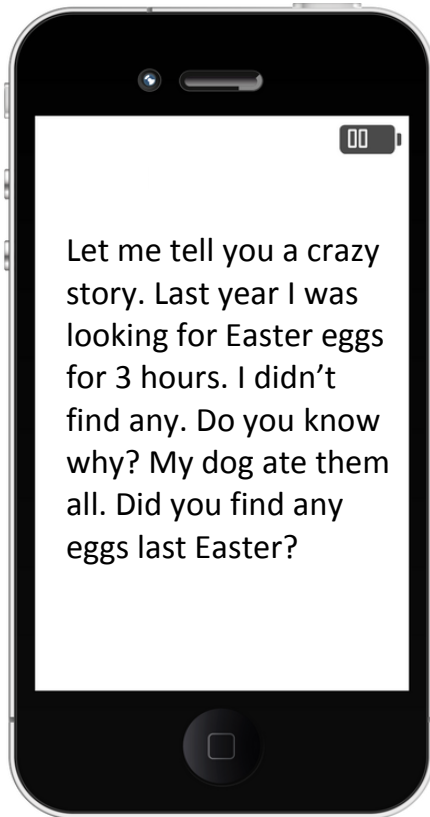 Let me tell you a crazy
story. Last year I was
looking for Easter eggs
for 3 hours. I didn’t
find any. Do you know
why? My dog ate them
all. Did you find any
eggs last Easter?